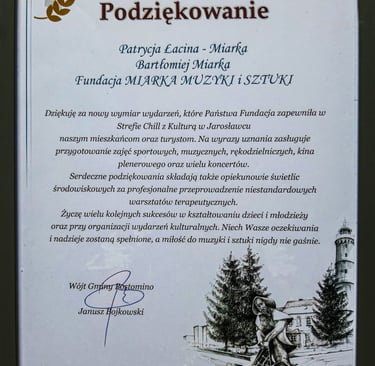 Podziękowanie
Patrycja Łacina - Miarka
Bartłomiej Miarka
Fundacja MIARKA MUZYKI i SZTUKI
Dziękuję za nowy wymiar wydarzeń, które Państwa Fundacja zapewniła w
Strefie Chill z Kulturą w Jarosławcu
naszym mieszkańcom oraz turystom. Na wyrazy uznania zasługuje
przygotowanie zajęć sportowych, muzycznych, rękodzielniczych, kina
plenerowego oraz wielu koncertów.
Serdeczne podziękowania składają także opiekunowie świetlic
środowiskowych za profesjonalne przeprowadzenie niestandardowych
warsztatów terapeutycznych.
Życzę wielu kolejnych sukcesów w kształtowaniu dzieci i młodzieży
oraz przy organizacji wydarzeń kulturalnych. Niech Wasze oczekiwania
i nadzieje zostaną spełnione, a miłość do muzyki i sztuki nigdy nie gaśnie.
Wójt Gminy Postomino
Janusz Bojkowski